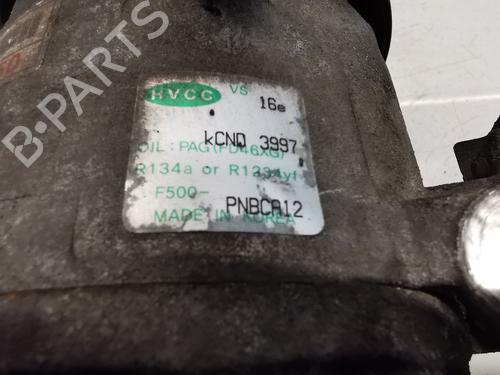 HVCC VS 16e
kCND 3997
OIL: PAG(FD46XG)
R134a or R1234yf
F500- PNBCA12
MADE IN KOREA
B-PARTS